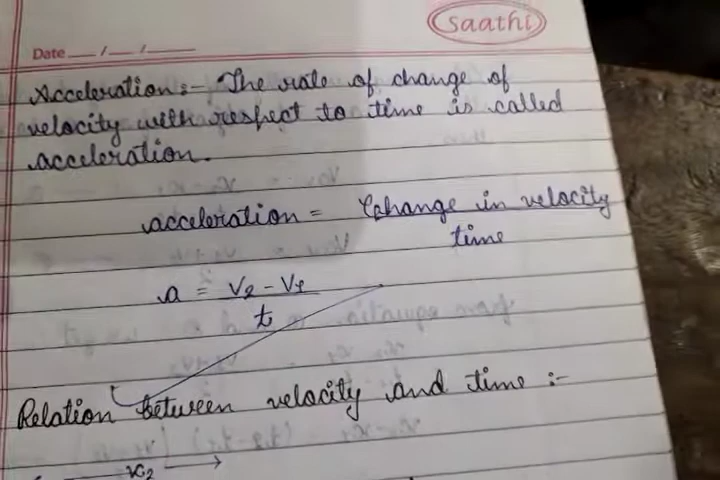 saathi
Date / /
Acceleration :- The rate of change of
velocity with respect to time is called
acceleration.
acceleration = Change in velocity
time
a = V2 - V1
t
Relation between velocity and time :-
x2